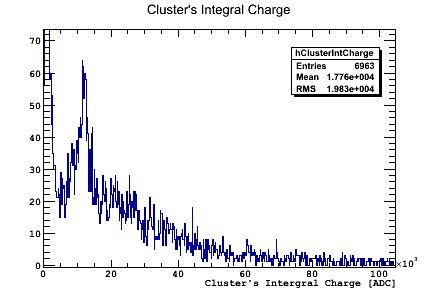 Cluster's Integral Charge
hClusterIntCharge
Entries 6963
Mean 1.776e+004
RMS 1.983e+004
70
60
50
40
30
20
10
0
0 20 40 60 80 100
×10³
Cluster's Intergral Charge [ADC]